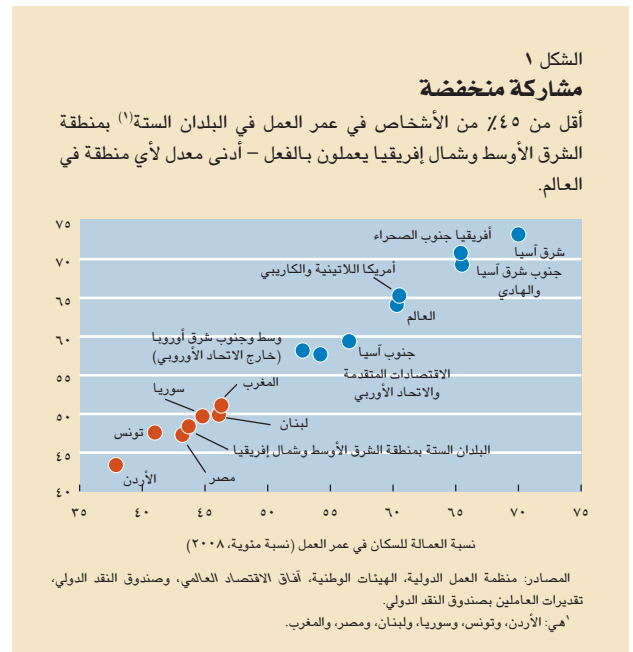 الشكل ١
مشاركة منخفضة
أقل من ٤٥٪ من الأشخاص في عمر العمل في البلدان الستة(١) بمنطقة
الشرق الأوسط وشمال إفريقيا يعملون بالفعل – أدنى معدل لأي منطقة في
العالم.
٧٥
أفريقيا جنوب الصحراء
شرق آسيا
٧٠
جنوب شرق آسيا
والهادي
أمريكا اللاتينية والكاريبي
٦٥
العالم
٦٠
وسط وجنوب شرق أوروبا
(خارج الاتحاد الأوروبي)
جنوب آسيا
الاقتصادات المتقدمة
والاتحاد الأوربي
٥٥
المغرب
سوريا
٥٠
لبنان
تونس
البلدان الستة بمنطقة الشرق الأوسط وشمال إفريقيا
٤٥
مصر
الأردن
٤٠
٣٥ ٤٠ ٤٥ ٥٠ ٥٥ ٦٠ ٦٥ ٧٠ ٧٥
نسبة العمالة للسكان في عمر العمل (نسبة مئوية، ٢٠٠٨)
المصادر: منظمة العمل الدولية، الهيئات الوطنية، آفاق الاقتصاد العالمي، وصندوق النقد الدولي،
تقديرات العاملين بصندوق النقد الدولي.
١هي: الأردن، وتونس، وسوريا، ولبنان، ومصر، والمغرب.